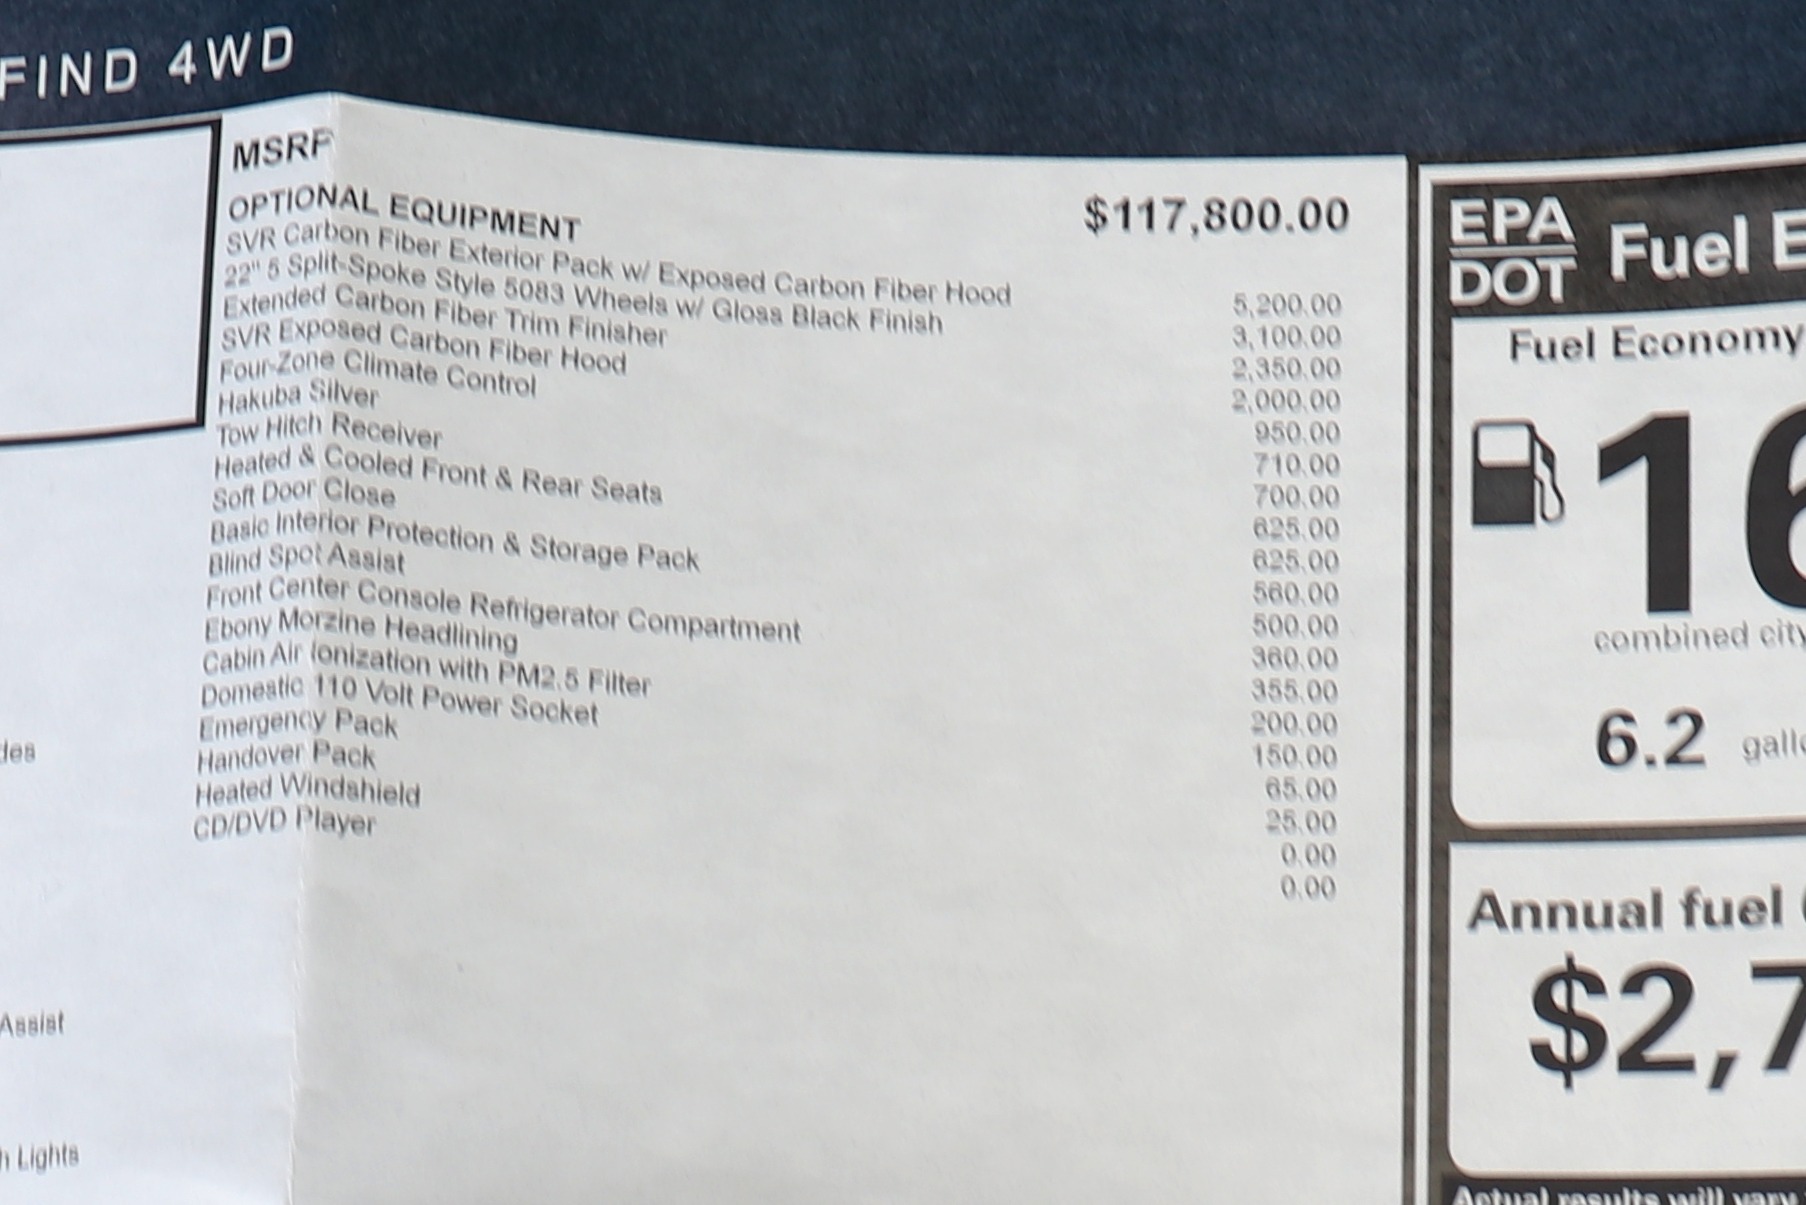 FIND 4WD
MSRP $117,800.00
OPTIONAL EQUIPMENT
SVR Carbon Fiber Exterior Pack w/ Exposed Carbon Fiber Hood 5,200.00
22" 5 Split-Spoke Style 5083 Wheels w/ Gloss Black Finish 3,100.00
Extended Carbon Fiber Trim Finisher 2,350.00
SVR Exposed Carbon Fiber Hood 2,000.00
Four-Zone Climate Control 950.00
Hakuba Silver 710.00
Tow Hitch Receiver 700.00
Heated & Cooled Front & Rear Seats 625.00
Soft Door Close 625.00
Basic Interior Protection & Storage Pack 560.00
Blind Spot Assist 500.00
Front Center Console Refrigerator Compartment 360.00
Ebony Morzine Headlining 355.00
Cabin Air Ionization with PM2.5 Filter 200.00
Domestic 110 Volt Power Socket 150.00
Emergency Pack 65.00
Handover Pack 25.00
Heated Windshield 0.00
CD/DVD Player 0.00
des
Assist
h Lights
EPA
DOT Fuel E
Fuel Economy
16
combined city
6.2 gallo
Annual fuel
$2,7
Actual results will vary